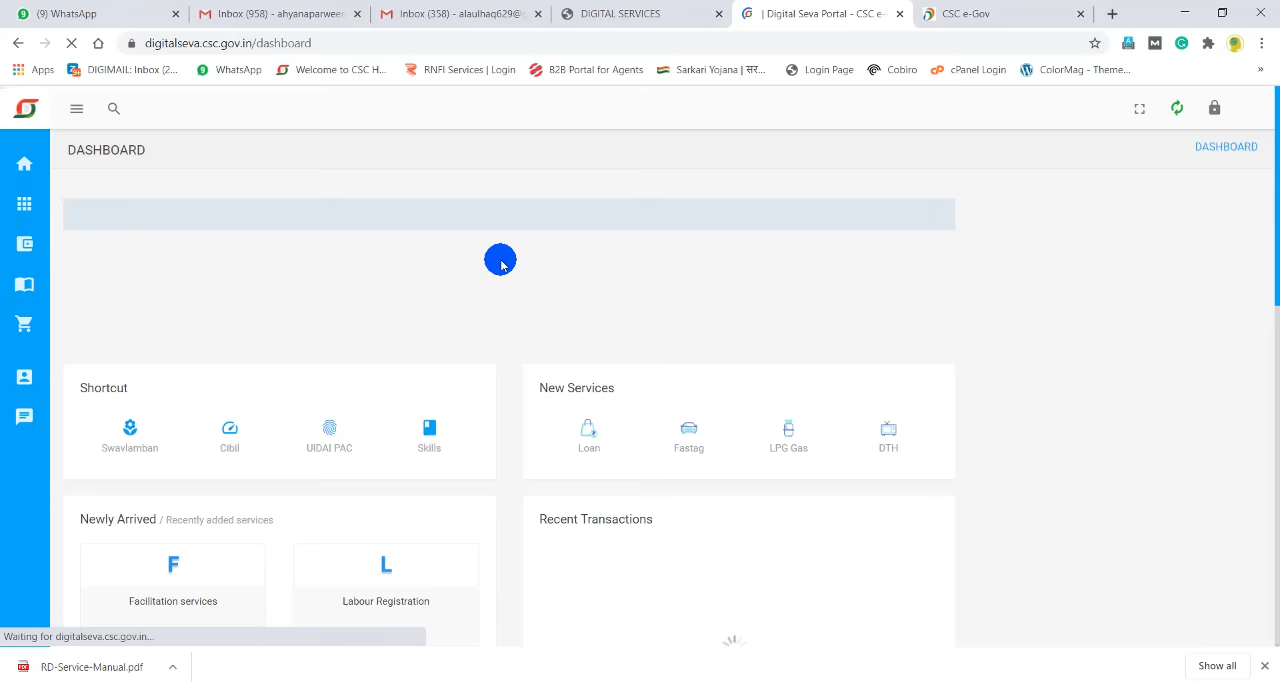 (9) WhatsApp
Inbox (958) - ahyanaparween
Inbox (358) - alaulhaq629@g
DIGITAL SERVICES
| Digital Seva Portal - CSC e-
CSC e-Gov
digitalseva.csc.gov.in/dashboard
Apps
DIGIMAIL: Inbox (2...
WhatsApp
Welcome to CSC H...
RNFI Services | Login
B2B Portal for Agents
Sarkari Yojana | सर...
Login Page
Cobiro
cPanel Login
ColorMag - Theme...
»
DASHBOARD
DASHBOARD
Shortcut
Swavlamban
Cibil
UIDAI PAC
Skills
New Services
Loan
Fastag
LPG Gas
DTH
Newly Arrived / Recently added services
F
Facilitation services
L
Labour Registration
Recent Transactions
Waiting for digitalseva.csc.gov.in...
RD-Service-Manual.pdf
Show all